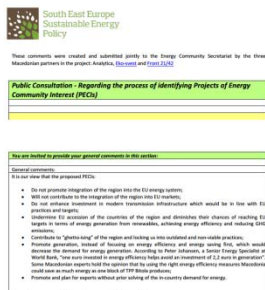 South East Europe
Sustainable Energy
Policy
These comments were created and submitted jointly to the Energy Community Secretariat by the three
Macedonian partners in the project: Analytica, Eko-svest and Front 21/42
Public Consultation - Regarding the process of identifying Projects of Energy
Community Interest (PECIs)
You are invited to provide your general comments in this section:
General comments:
It is our view that the proposed PECIs:
• Do not promote integration of the region into the EU energy system;
• Will not contribute to the integration of the region into the EU markets;
• Do not enhance investment in modern transmission infrastructure which would be in line with EU
practices and targets;
• Undermine EU accession of the countries of the region and diminishes their chances of reaching EU
targets in terms of energy generation from renewables, achieving energy efficiency and reducing GHG
emissions;
• Contribute to "ghetto-ising" of the region and locking us into outdated and non-viable practices;
• Promote generation, instead of focusing on energy efficiency and energy saving first, which would
decrease the demand for energy generation. According to Peter Johansen, a Senior Energy Specialist at
World Bank, "one euro invested in energy efficiency helps avoid an investment of 2,2 euro in generation".
Some Macedonian experts hold the opinion that by using the right energy efficiency measures Macedonia
could save as much energy as one block of TPP Bitola produces;
• Promote and plan for exports without prior solving of the in-country demand for energy.